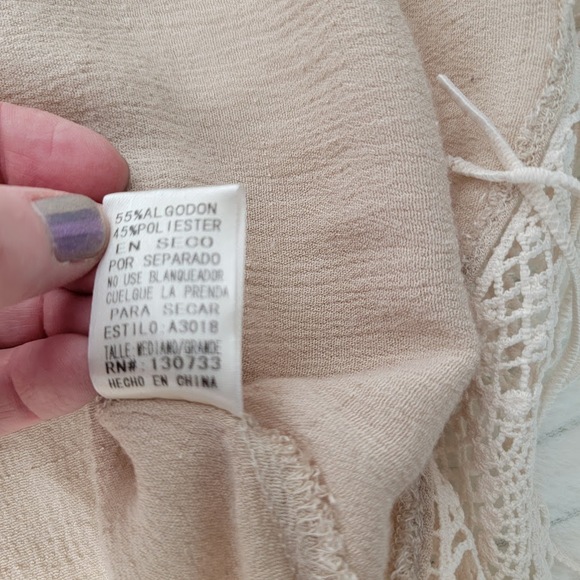 55%ALGODON
45%POLIESTER
EN SECO
POR SEPARADO
NO USE BLANQUEADOR
CUELGUE LA PRENDA
PARA SECAR
ESTILO:A3018
TALLE MEDIANO/GRANDE
RN#: 130733
HECHO EN CHINA